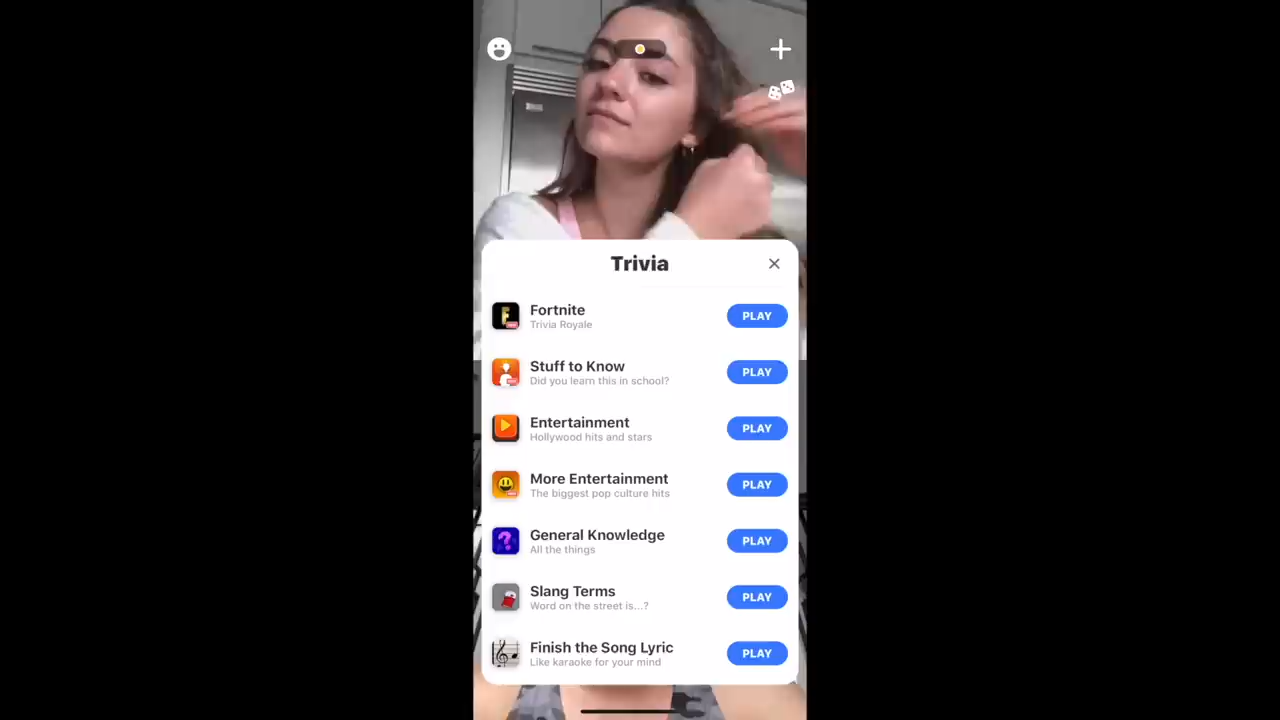 Trivia
Fortnite
Trivia Royale
PLAY
Stuff to Know
Did you learn this in school?
PLAY
Entertainment
Hollywood hits and stars
PLAY
More Entertainment
The biggest pop culture hits
PLAY
General Knowledge
All the things
PLAY
Slang Terms
Word on the street is...?
PLAY
Finish the Song Lyric
Like karaoke for your mind
PLAY